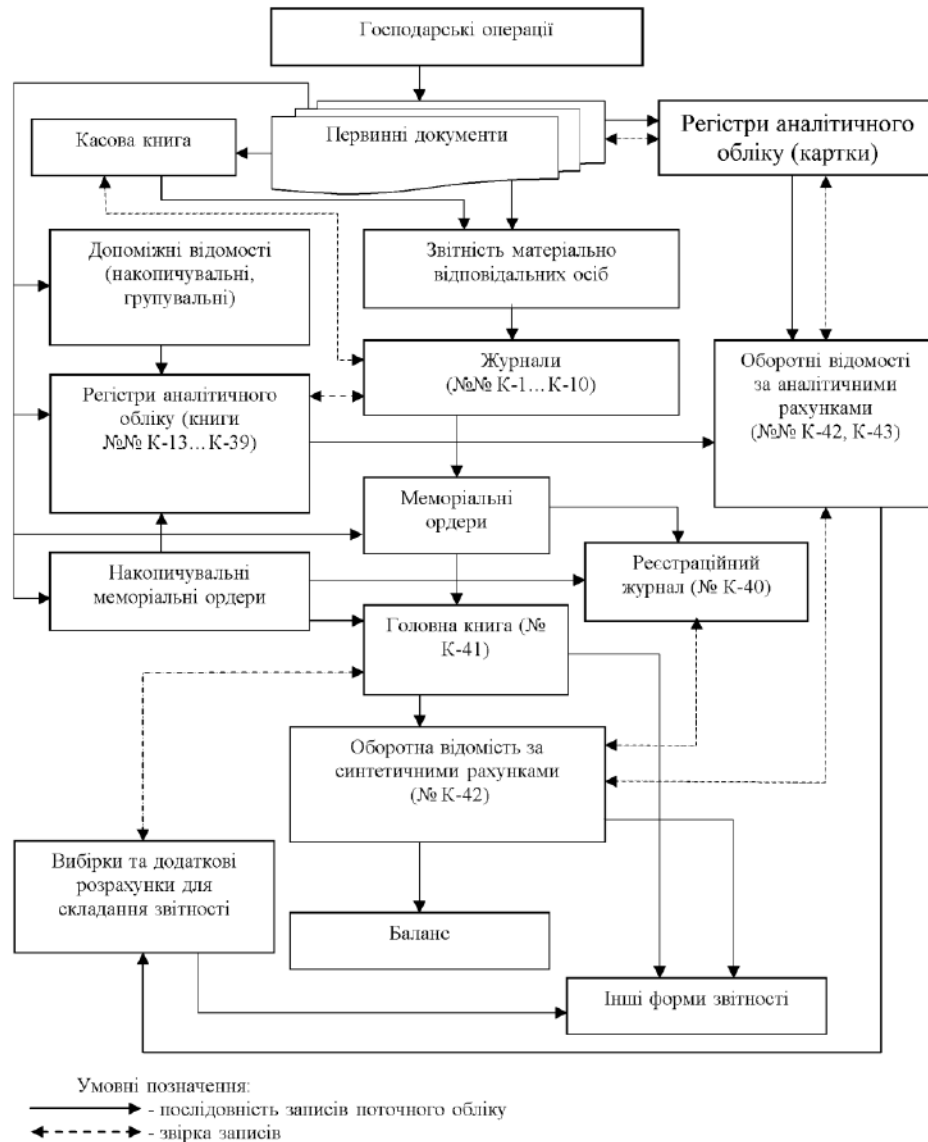 Господарські операції
Первинні документи
Касова книга
Регістри аналітичного
обліку (картки)
Допоміжні відомості
(накопичувальні,
групувальні)
Звітність матеріально
відповідальних осіб
Журнали
(№№ К-1... К-10)
Оборотні відомості
за аналітичними
рахунками
(№№ К-42, К-43)
Регістри аналітичного
обліку (книги
№№ К-13... К-39)
Меморіальні
ордери
Накопичувальні
меморіальні ордери
Реєстраційний
журнал (№ К-40)
Головна книга (№
К-41)
Оборотна відомість за
синтетичними рахунками
(№ К-42)
Вибірки та додаткові
розрахунки для
складання звітності
Баланс
Інші форми звітності
Умовні позначення:
- послідовність записів поточного обліку
- звірка записів